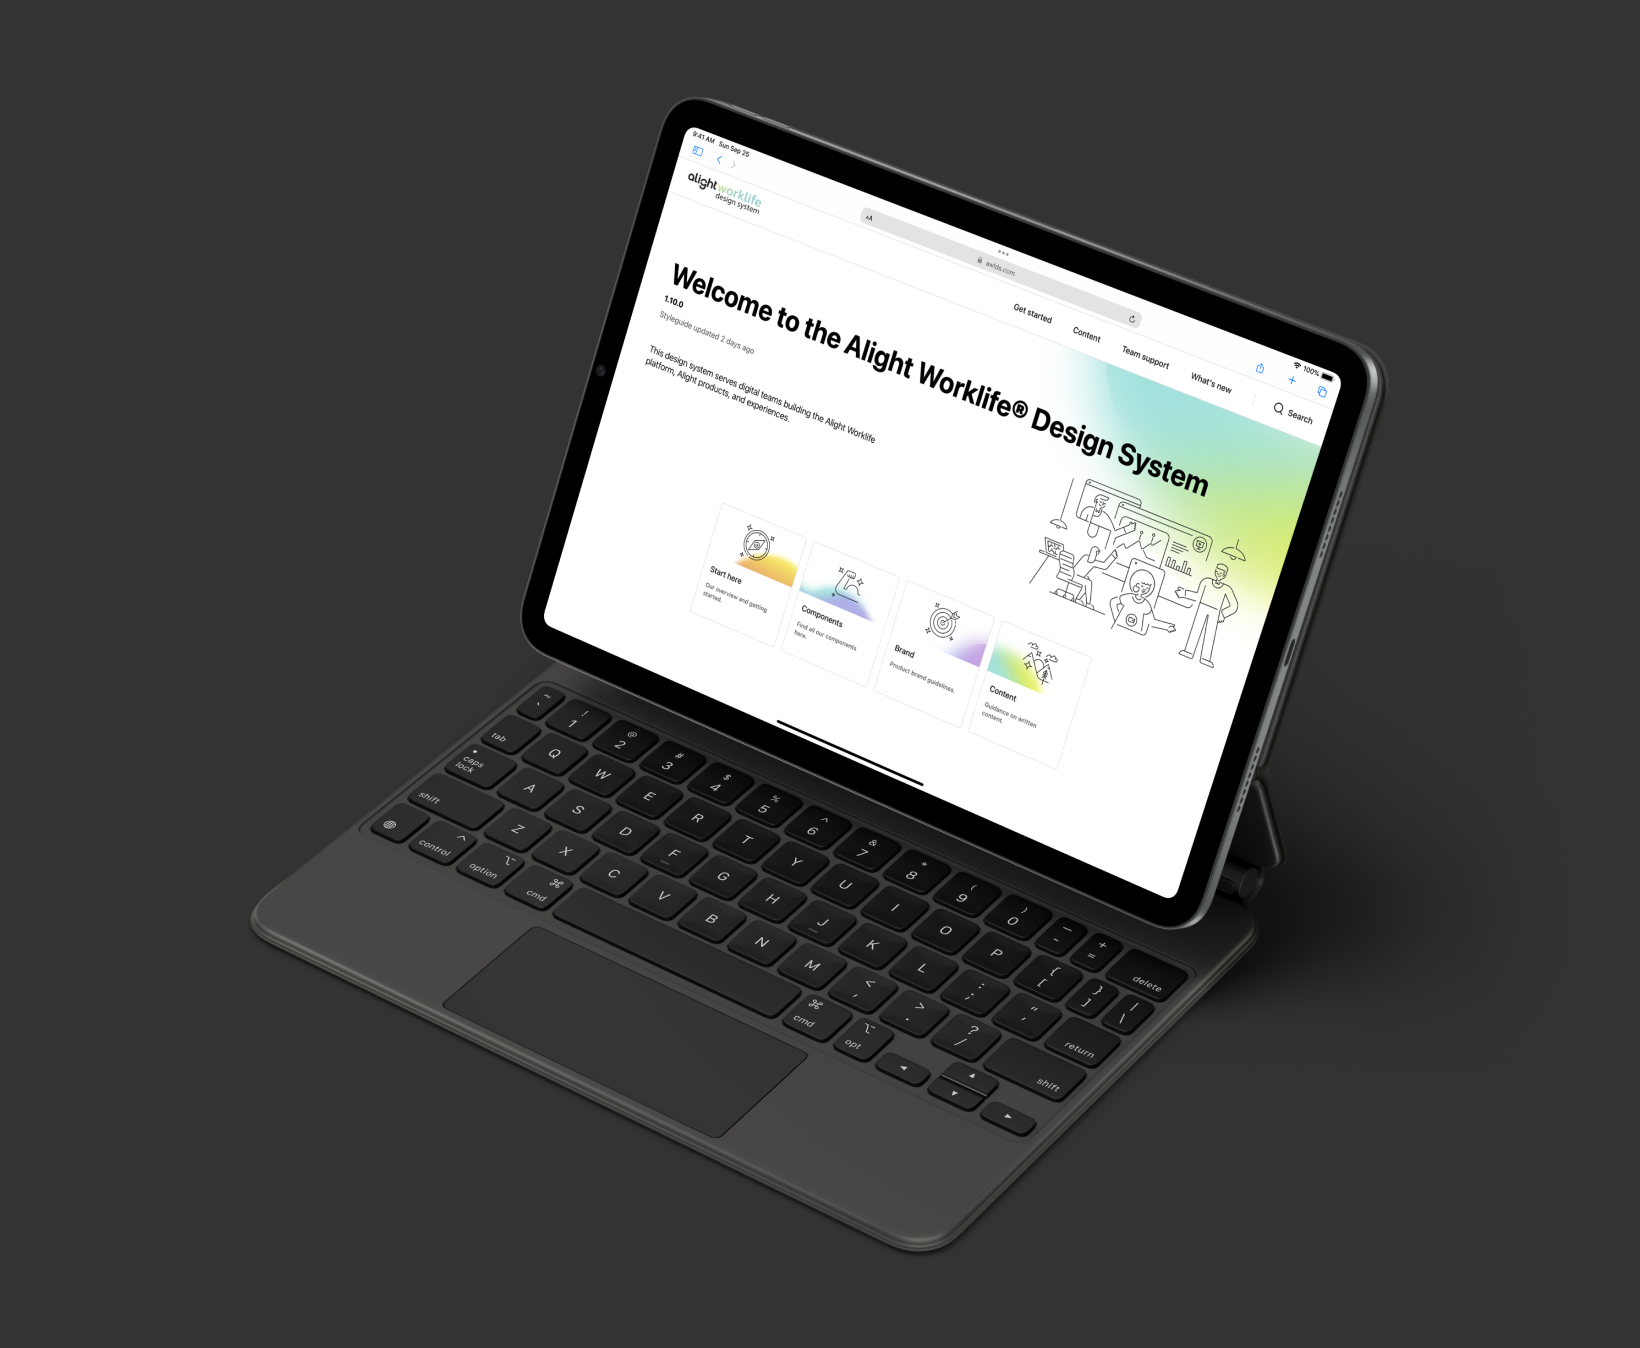 9:41 AM Sun Sep 25
100%
AA
awlds.com
alightworklife
design system
Get started
Content
Team support
What's new
Search
Welcome to the Alight Worklife® Design System
1.10.0
Styleguide updated 2 days ago
This design system serves digital teams building the Alight Worklife
platform, Alight products, and experiences.
Start here
Our overview and getting
started.
Components
Find all our components
here.
Brand
Product brand guidelines.
Content
Guidance on written
content.
~ ! @ # $ % ^ & * ( ) — +
` 1 2 3 4 5 6 7 8 9 0 - = delete
tab Q W E R T Y U I O P { [ } ] | \
caps lock A S D F G H J K L : ; " ' return
shift Z X C V B N M < , > . ? / shift
control ^ option ⌥ cmd ⌘ ⌘ cmd ⌥ opt ◄ ▲ ▼ ►